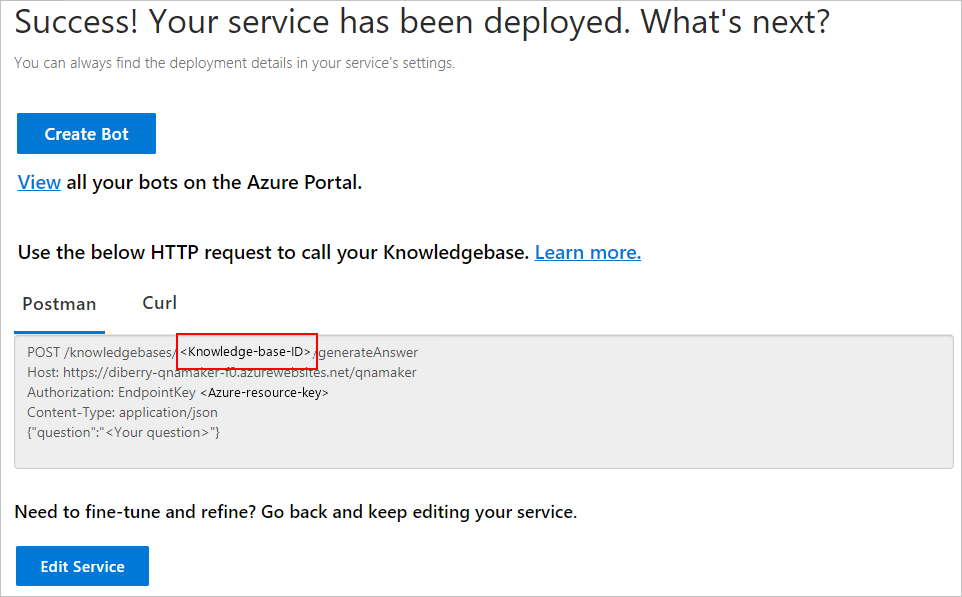 Success! Your service has been deployed. What's next?
You can always find the deployment details in your service's settings.
Create Bot
View all your bots on the Azure Portal.
Use the below HTTP request to call your Knowledgebase. Learn more.
Postman Curl
POST /knowledgebases/<Knowledge-base-ID>/generateAnswer
Host: https://diberry-qnamaker-f0.azurewebsites.net/qnamaker
Authorization: EndpointKey <Azure-resource-key>
Content-Type: application/json
{"question":"<Your question>"}
Need to fine-tune and refine? Go back and keep editing your service.
Edit Service